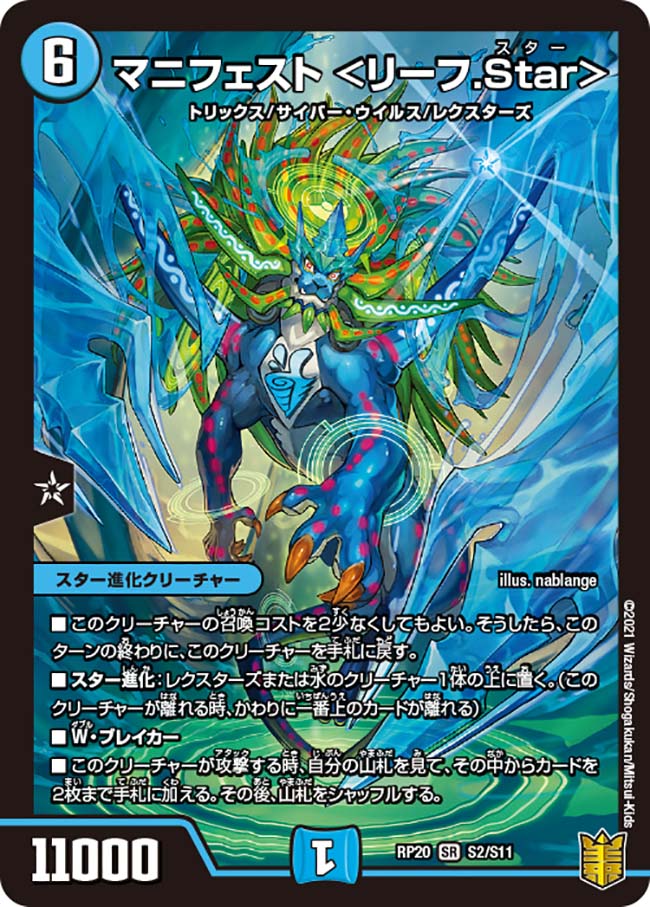 6
スター
マニフェスト <リーフ.Star>
トリックス/サイバー・ウイルス/レクスターズ
スター進化クリーチャー
illus. nablange
■このクリーチャーの召喚コストを2少なくしてもよい。そうしたら、この
ターンの終わりに、このクリーチャーを手札に戻す。
■スター進化:レクスターズまたは水のクリーチャー1体の上に置く。(この
クリーチャーが離れる時、かわりに一番上のカードが離れる)
■W・ブレイカー
■このクリーチャーが攻撃する時、自分の山札を見て、その中からカードを
2枚まで手札に加える。その後、山札をシャッフルする。
©2021 Wizards/Shogakukan/Mitsui-Kids
11000
1
RP20 SR S2/S11